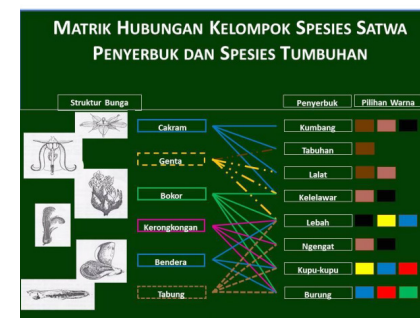 MATRIK HUBUNGAN KELOMPOK SPESIES SATWA
PENYERBUK DAN SPESIES TUMBUHAN
Struktur Bunga Penyerbuk Pilihan Warna
Cakram Kumbang
Tabuhan
Genta Lalat
Bokor Kelelawar
Kerongkongan Lebah
Ngengat
Bendera Kupu-kupu
Tabung Burung